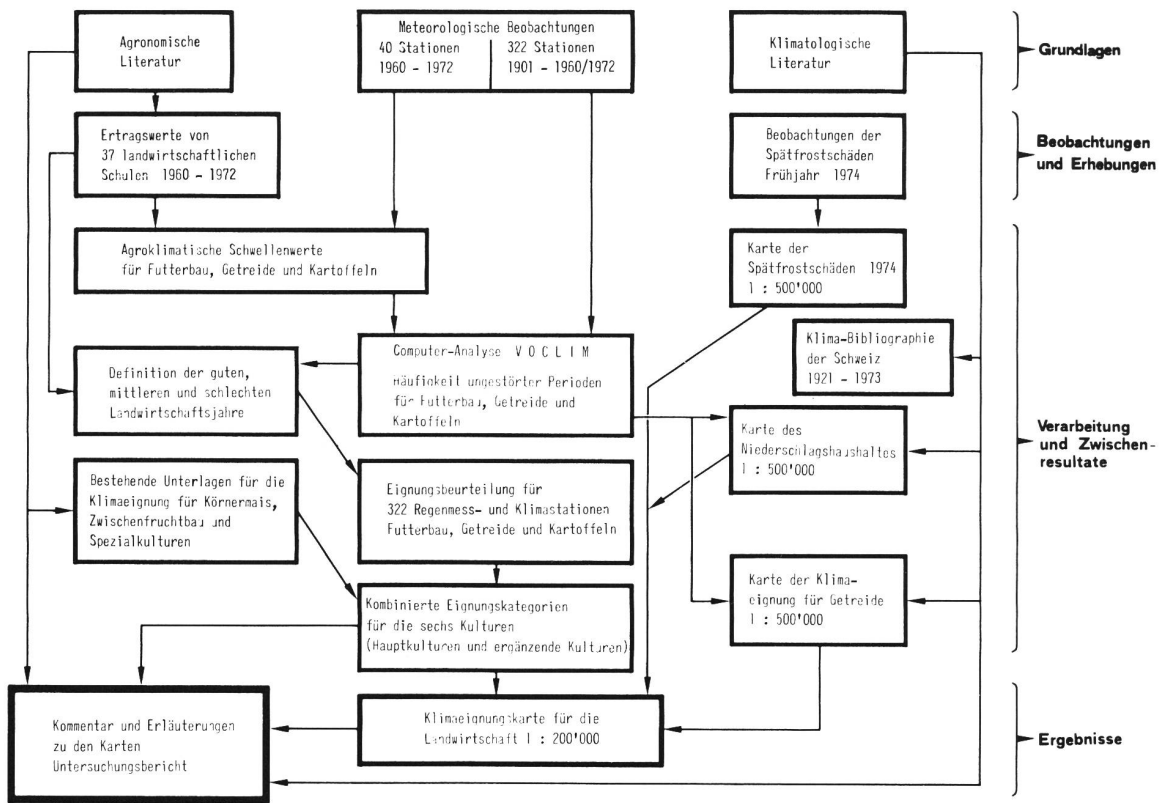 Agronomische
Literatur
Meteorologische Beobachtungen
40 Stationen
1960 - 1972
322 Stationen
1901 - 1960/1972
Klimatologische
Literatur
Grundlagen
Ertragswerte von
37 landwirtschaftlichen
Schulen 1960 - 1972
Beobachtungen der
Spätfrostschäden
Frühjahr 1974
Beobachtungen
und Erhebungen
Agroklimatische Schwellenwerte
für Futterbau, Getreide und Kartoffeln
Karte der
Spätfrostschäden 1974
1 : 500'000
Computer-Analyse V O C L I M
Häufigkeit ungestörter Perioden
für Futterbau, Getreide und
Kartoffeln
Klima-Bibliographie
der Schweiz
1921 - 1973
Definition der guten,
mittleren und schlechten
Landwirtschaftsjahre
Karte des
Niederschlagshaushaltes
1 : 500'000
Verarbeitung
und Zwischen-
resultate
Bestehende Unterlagen für die
Klimaeignung für Körnermais,
Zwischenfruchtbau und
Spezialkulturen
Eignungsbeurteilung für
322 Regenmess- und Klimastationen
Futterbau, Getreide und Kartoffeln
Karte der Klima-
eignung für Getreide
1 : 500'000
Kombinierte Eignungskategorien
für die sechs Kulturen
(Hauptkulturen und ergänzende Kulturen)
Kommentar und Erläuterungen
zu den Karten
Untersuchungsbericht
Klimaeignungskarte für die
Landwirtschaft 1 : 200'000
Ergebnisse